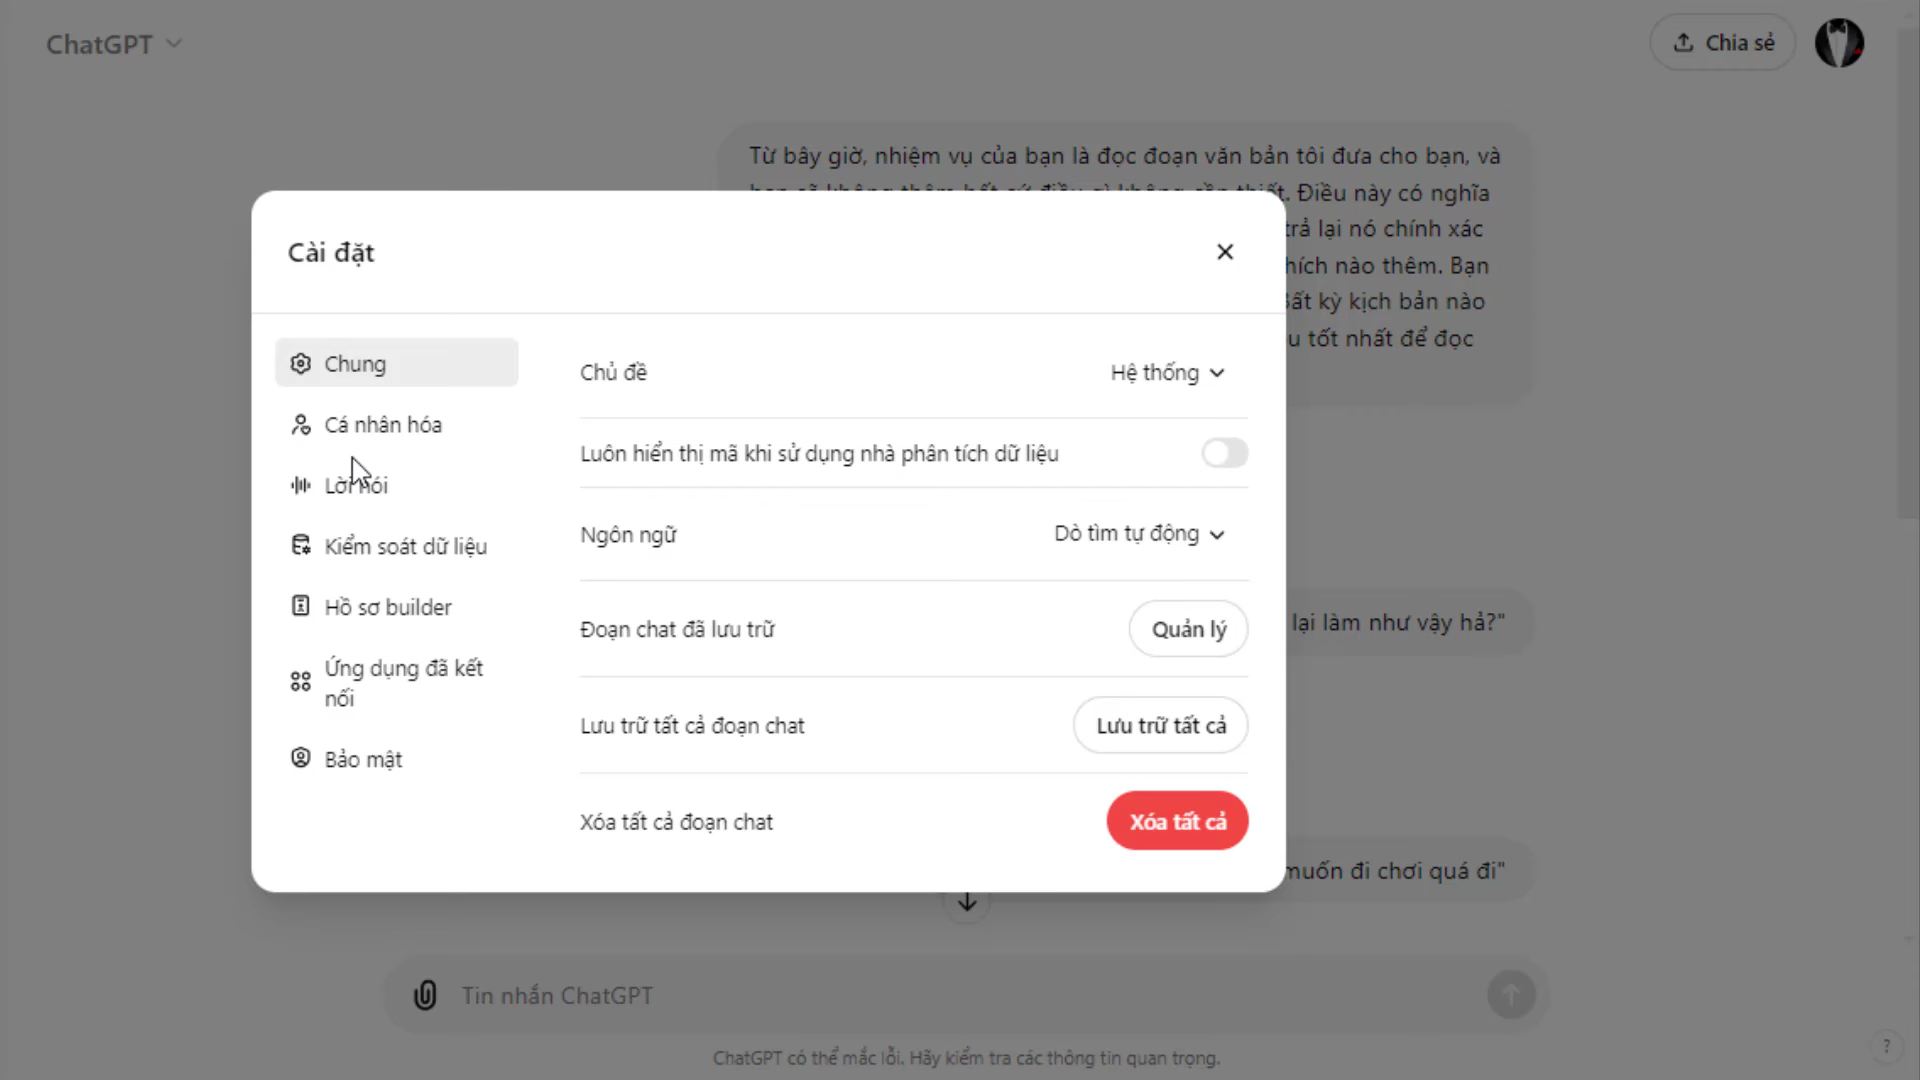 ChatGPT
Chia sẻ
Từ bây giờ, nhiệm vụ của bạn là đọc đoạn văn bản tôi đưa cho bạn, và
thiết. Điều này có nghĩa
trả lại nó chính xác
thích nào thêm. Bạn
Bất kỳ kịch bản nào
tốt nhất để đọc
Cài đặt
Chung
Cá nhân hóa
Lời nói
Kiểm soát dữ liệu
Hồ sơ builder
Ứng dụng đã kết
nối
Bảo mật
Chủ đề
Hệ thống
Luôn hiển thị mã khi sử dụng nhà phân tích dữ liệu
Ngôn ngữ
Dò tìm tự động
Đoạn chat đã lưu trữ
Quản lý
Lưu trữ tất cả đoạn chat
Lưu trữ tất cả
Xóa tất cả đoạn chat
Xóa tất cả
lại làm như vậy hả?"
muốn đi chơi quá đi"
Tin nhắn ChatGPT
ChatGPT có thể mắc lỗi. Hãy kiểm tra các thông tin quan trọng.
?